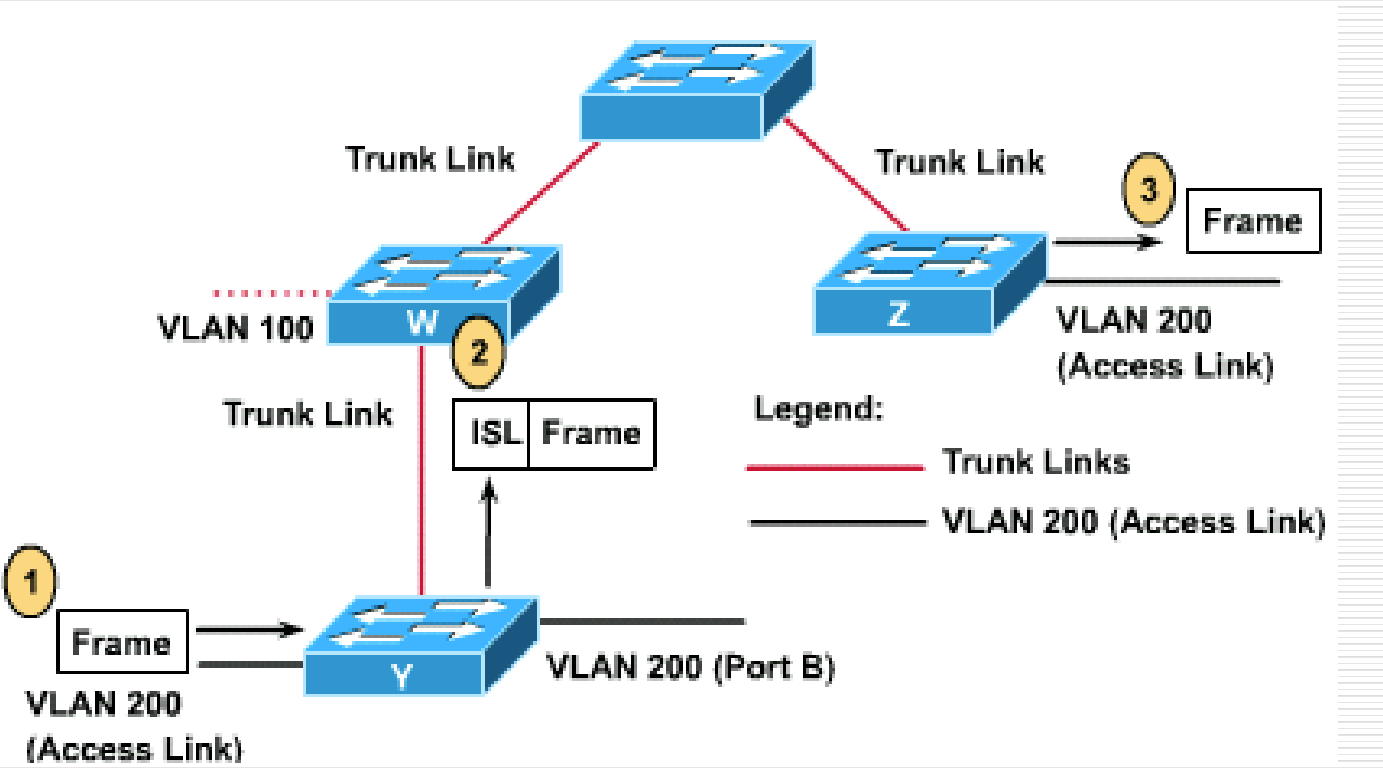 Trunk Link
Trunk Link
3
Frame
VLAN 100
W
2
Z
VLAN 200
(Access Link)
Trunk Link
ISL Frame
Legend:
Trunk Links
VLAN 200 (Access Link)
1
Frame
VLAN 200
(Access Link)
Y
VLAN 200 (Port B)